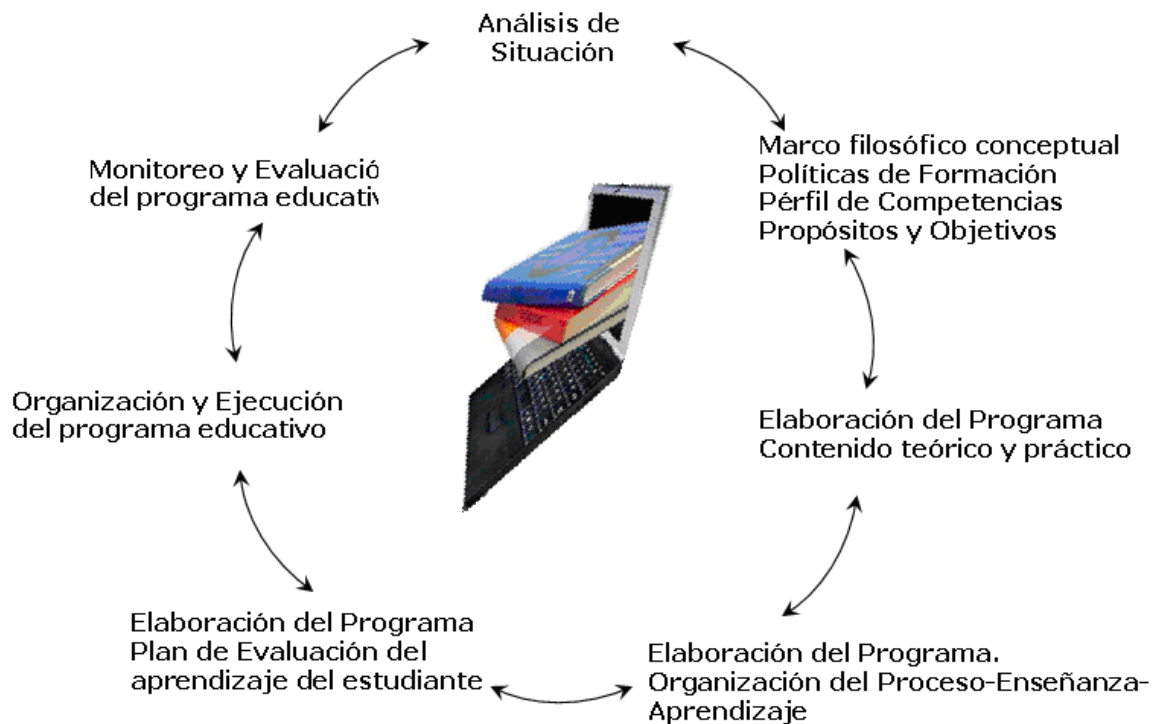 Análisis de
Situación
Marco filosófico conceptual
Políticas de Formación
Pérfil de Competencias
Propósitos y Objetivos
Elaboración del Programa
Contenido teórico y práctico
Elaboración del Programa.
Organización del Proceso-Enseñanza-
Aprendizaje
Elaboración del Programa
Plan de Evaluación del
aprendizaje del estudiante
Organización y Ejecución
del programa educativo
Monitoreo y Evaluació
del programa educativ